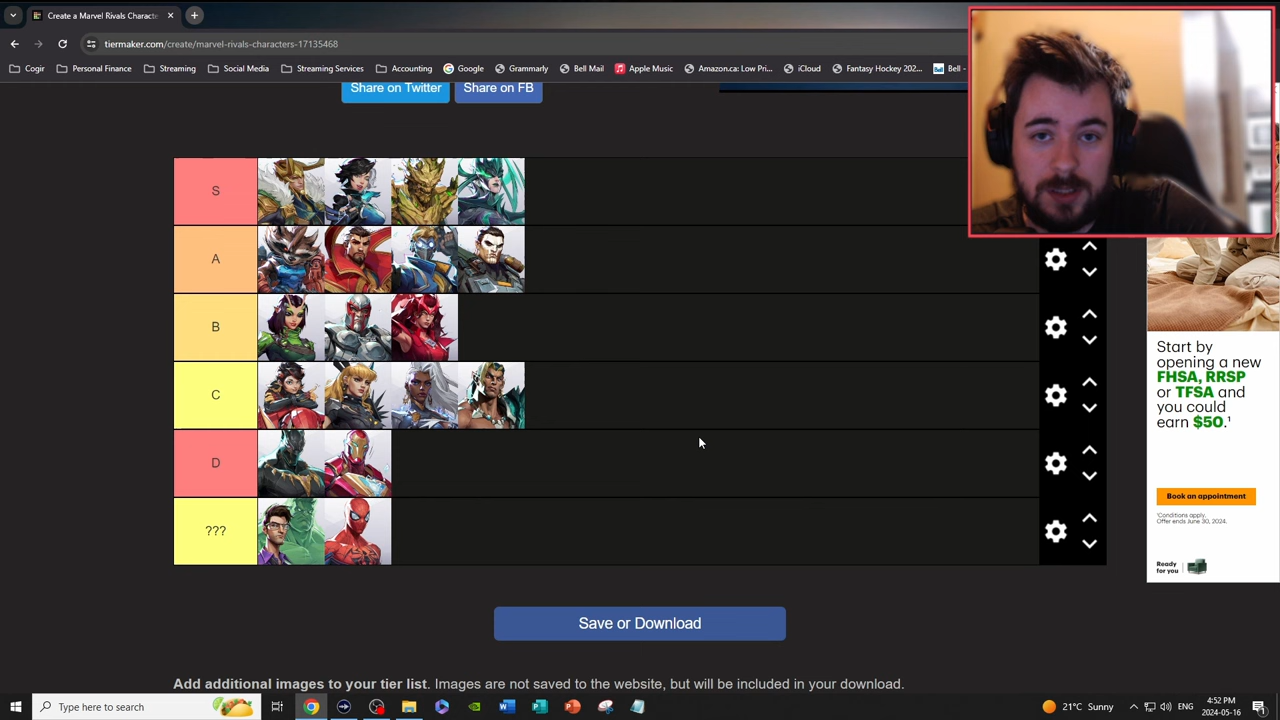 Create a Marvel Rivals Characte
tiermaker.com/create/marvel-rivals-characters-17135468
Cogir
Personal Finance
Streaming
Social Media
Streaming Services
Accounting
Google
Grammarly
Bell Mail
Apple Music
Amazon.ca: Low Pri...
iCloud
Fantasy Hockey 202...
Bell -
Share on Twitter
Share on FB
S
A
B
C
D
???
Start by
opening a new
FHSA, RRSP
or TFSA and
you could
earn $50.¹
Book an appointment
¹Conditions apply.
Offer ends June 30, 2024.
Ready
for you
Save or Download
Add additional images to your tier list. Images are not saved to the website, but will be included in your download.
Type here to search
21°C Sunny
4:52 PM
2024-05-16